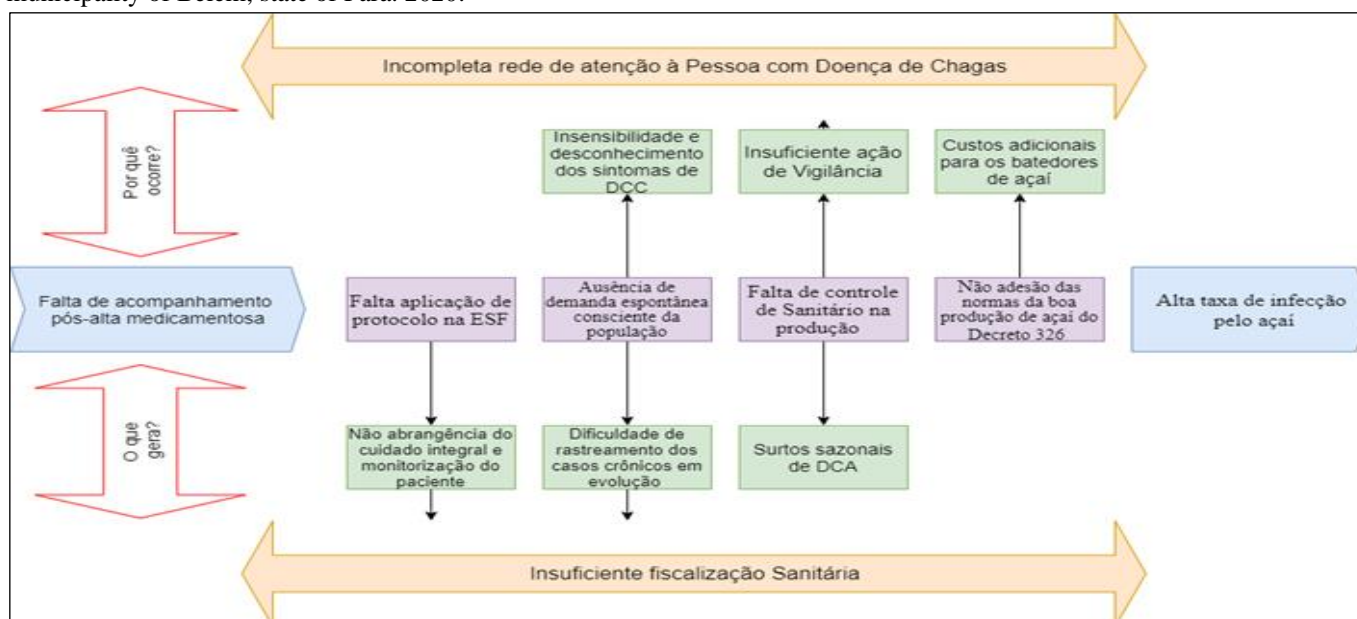 municipality of Belém, state of Pará. 2020.
Incompleta rede de atenção à Pessoa com Doença de Chagas
Por quê
ocorre?
Insensibilidade e
desconhecimento
dos sintomas de
DCC
Insuficiente ação
de Vigilância
Custos adicionais
para os batedores
de açaí
Falta de acompanhamento
pós-alta medicamentosa
Falta aplicação de
protocolo na ESF
Ausência de
demanda espontânea
consciente da
população
Falta de controle
de Sanitário na
produção
Não adesão das
normas da boa
produção de açaí do
Decreto 326
Alta taxa de infecção
pelo açaí
O que
gera?
Não abrangência do
cuidado integral e
monitorização do
paciente
Dificuldade de
rastreamento dos
casos crônicos em
evolução
Surtos sazonais
de DCA
Insuficiente fiscalização Sanitária